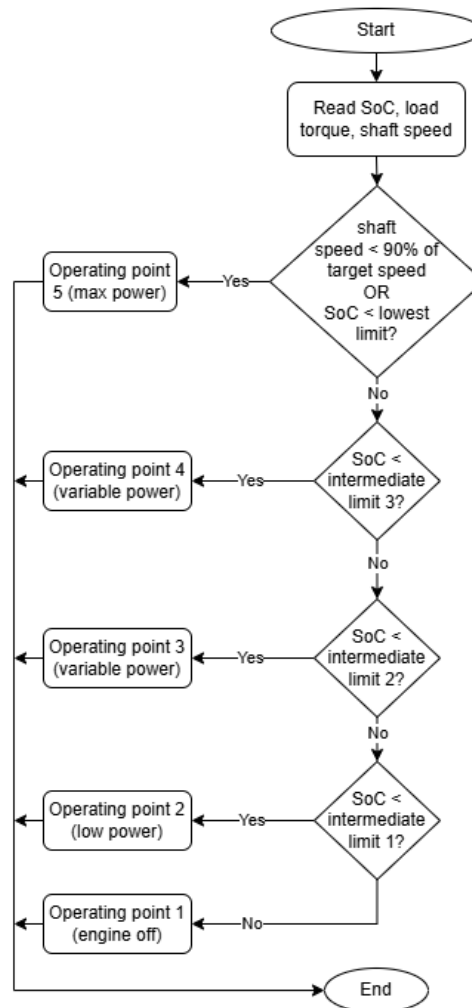 Start
Read SoC, load
torque, shaft speed
shaft
speed < 90% of
target speed
OR
SoC < lowest
limit?
Yes
Operating point
5 (max power)
No
SoC <
intermediate
limit 3?
Yes
Operating point 4
(variable power)
No
SoC <
intermediate
limit 2?
Yes
Operating point 3
(variable power)
No
SoC <
intermediate
limit 1?
Yes
Operating point 2
(low power)
No
Operating point 1
(engine off)
End